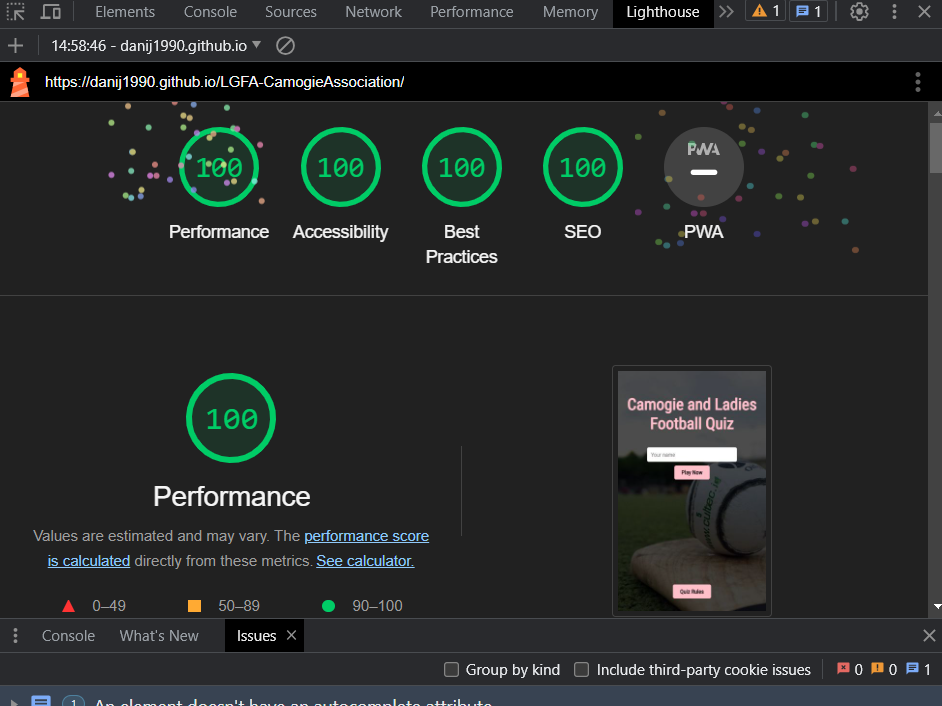 Elements Console Sources Network Performance Memory Lighthouse 1 1
14:58:46 - danij1990.github.io
https://danij1990.github.io/LGFA-CamogieAssociation/
100 100 100 100 PWA
Performance Accessibility Best Practices SEO PWA
100
Performance
Values are estimated and may vary. The performance score
is calculated directly from these metrics. See calculator.
0–49 50–89 90–100
Camogie and Ladies
Football Quiz
Your name
Play Now
cultec.ie
Quiz Rules
Console What's New Issues
Group by kind Include third-party cookie issues 0 0 1
1 An element doesn't have an autocomplete attribute